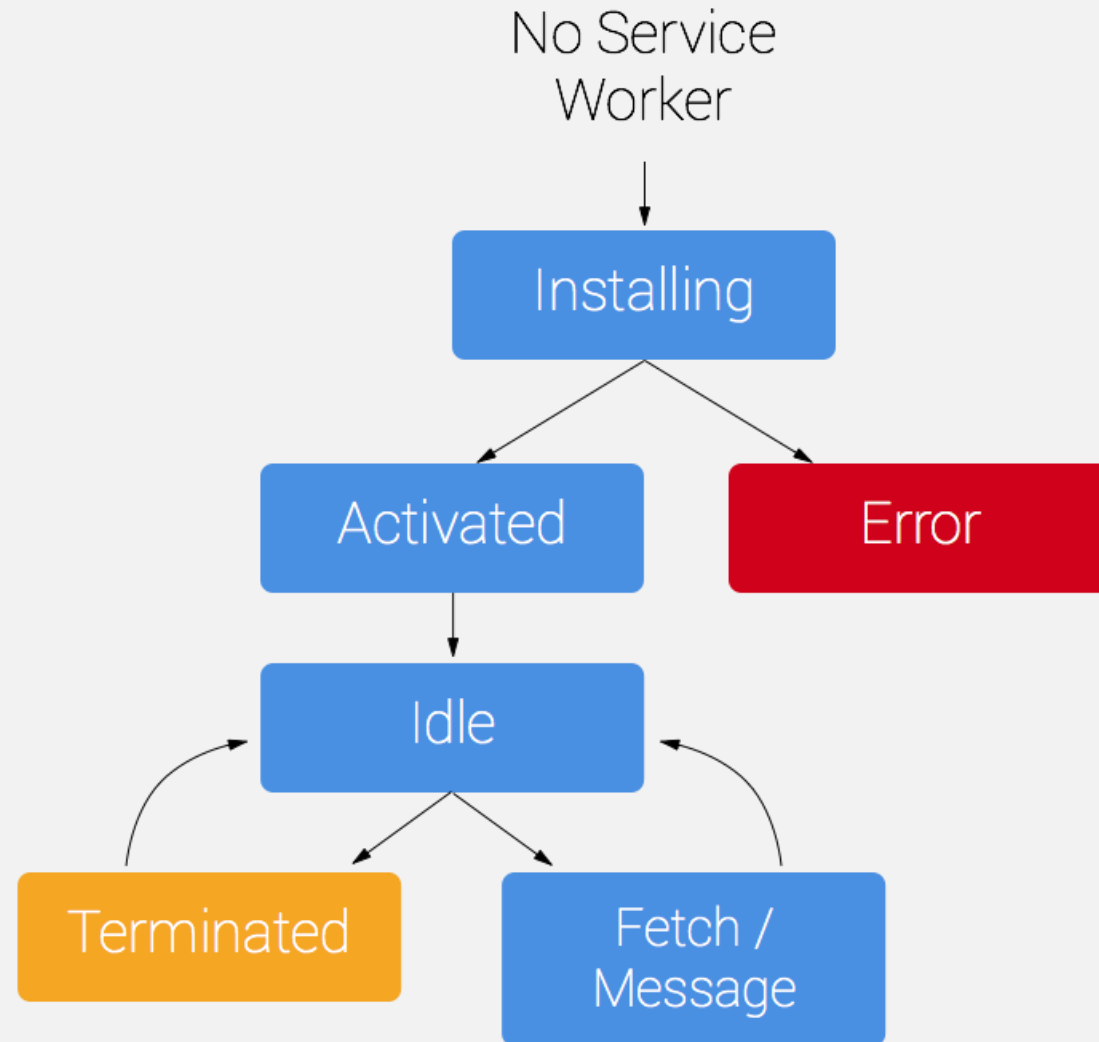 No Service
Worker
Installing
Activated
Error
Idle
Terminated
Fetch /
Message